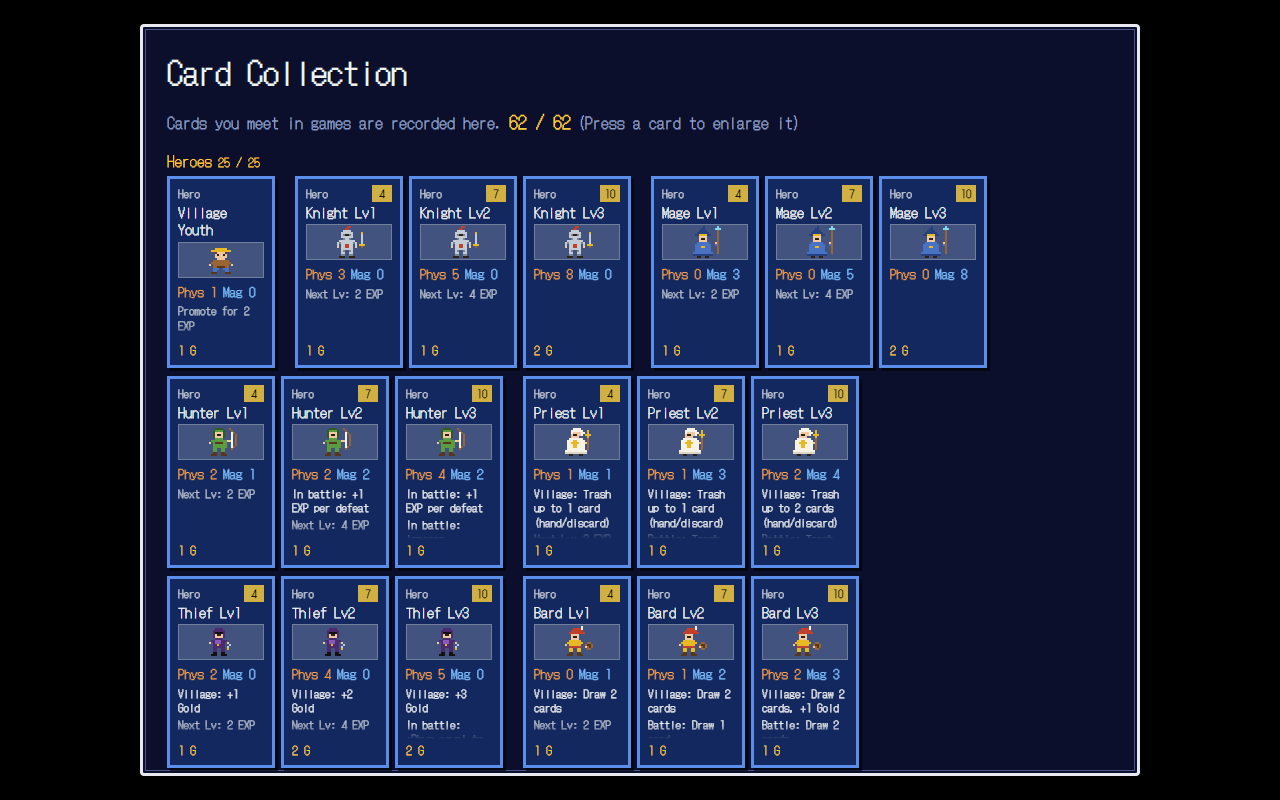 Card Collection
Cards you meet in games are recorded here. 62 / 62 (Press a card to enlarge it)
Heroes 25 / 25
Hero
Village
Youth
Phys 1 Mag 0
Promote for 2
EXP
1 G
Hero 4
Knight Lv1
Phys 3 Mag 0
Next Lv: 2 EXP
1 G
Hero 7
Knight Lv2
Phys 5 Mag 0
Next Lv: 4 EXP
1 G
Hero 10
Knight Lv3
Phys 8 Mag 0
2 G
Hero 4
Mage Lv1
Phys 0 Mag 3
Next Lv: 2 EXP
1 G
Hero 7
Mage Lv2
Phys 0 Mag 5
Next Lv: 4 EXP
1 G
Hero 10
Mage Lv3
Phys 0 Mag 8
2 G
Hero 4
Hunter Lv1
Phys 2 Mag 1
Next Lv: 2 EXP
1 G
Hero 7
Hunter Lv2
Phys 2 Mag 2
In battle: +1
EXP per defeat
Next Lv: 4 EXP
1 G
Hero 10
Hunter Lv3
Phys 4 Mag 2
In battle: +1
EXP per defeat
In battle:
1 G
Hero 4
Priest Lv1
Phys 1 Mag 1
Village: Trash
up to 1 card
(hand/discard)
1 G
Hero 7
Priest Lv2
Phys 1 Mag 3
Village: Trash
up to 1 card
(hand/discard)
1 G
Hero 10
Priest Lv3
Phys 2 Mag 4
Village: Trash
up to 2 cards
(hand/discard)
1 G
Hero 4
Thief Lv1
Phys 2 Mag 0
Village: +1
Gold
Next Lv: 2 EXP
1 G
Hero 7
Thief Lv2
Phys 4 Mag 0
Village: +2
Gold
Next Lv: 4 EXP
2 G
Hero 10
Thief Lv3
Phys 5 Mag 0
Village: +3
Gold
In battle:
2 G
Hero 4
Bard Lv1
Phys 0 Mag 1
Village: Draw 2
cards
Next Lv: 2 EXP
1 G
Hero 7
Bard Lv2
Phys 1 Mag 2
Village: Draw 2
cards
Battle: Draw 1
1 G
Hero 10
Bard Lv3
Phys 2 Mag 3
Village: Draw 2
cards, +1 Gold
Battle: Draw 2
1 G